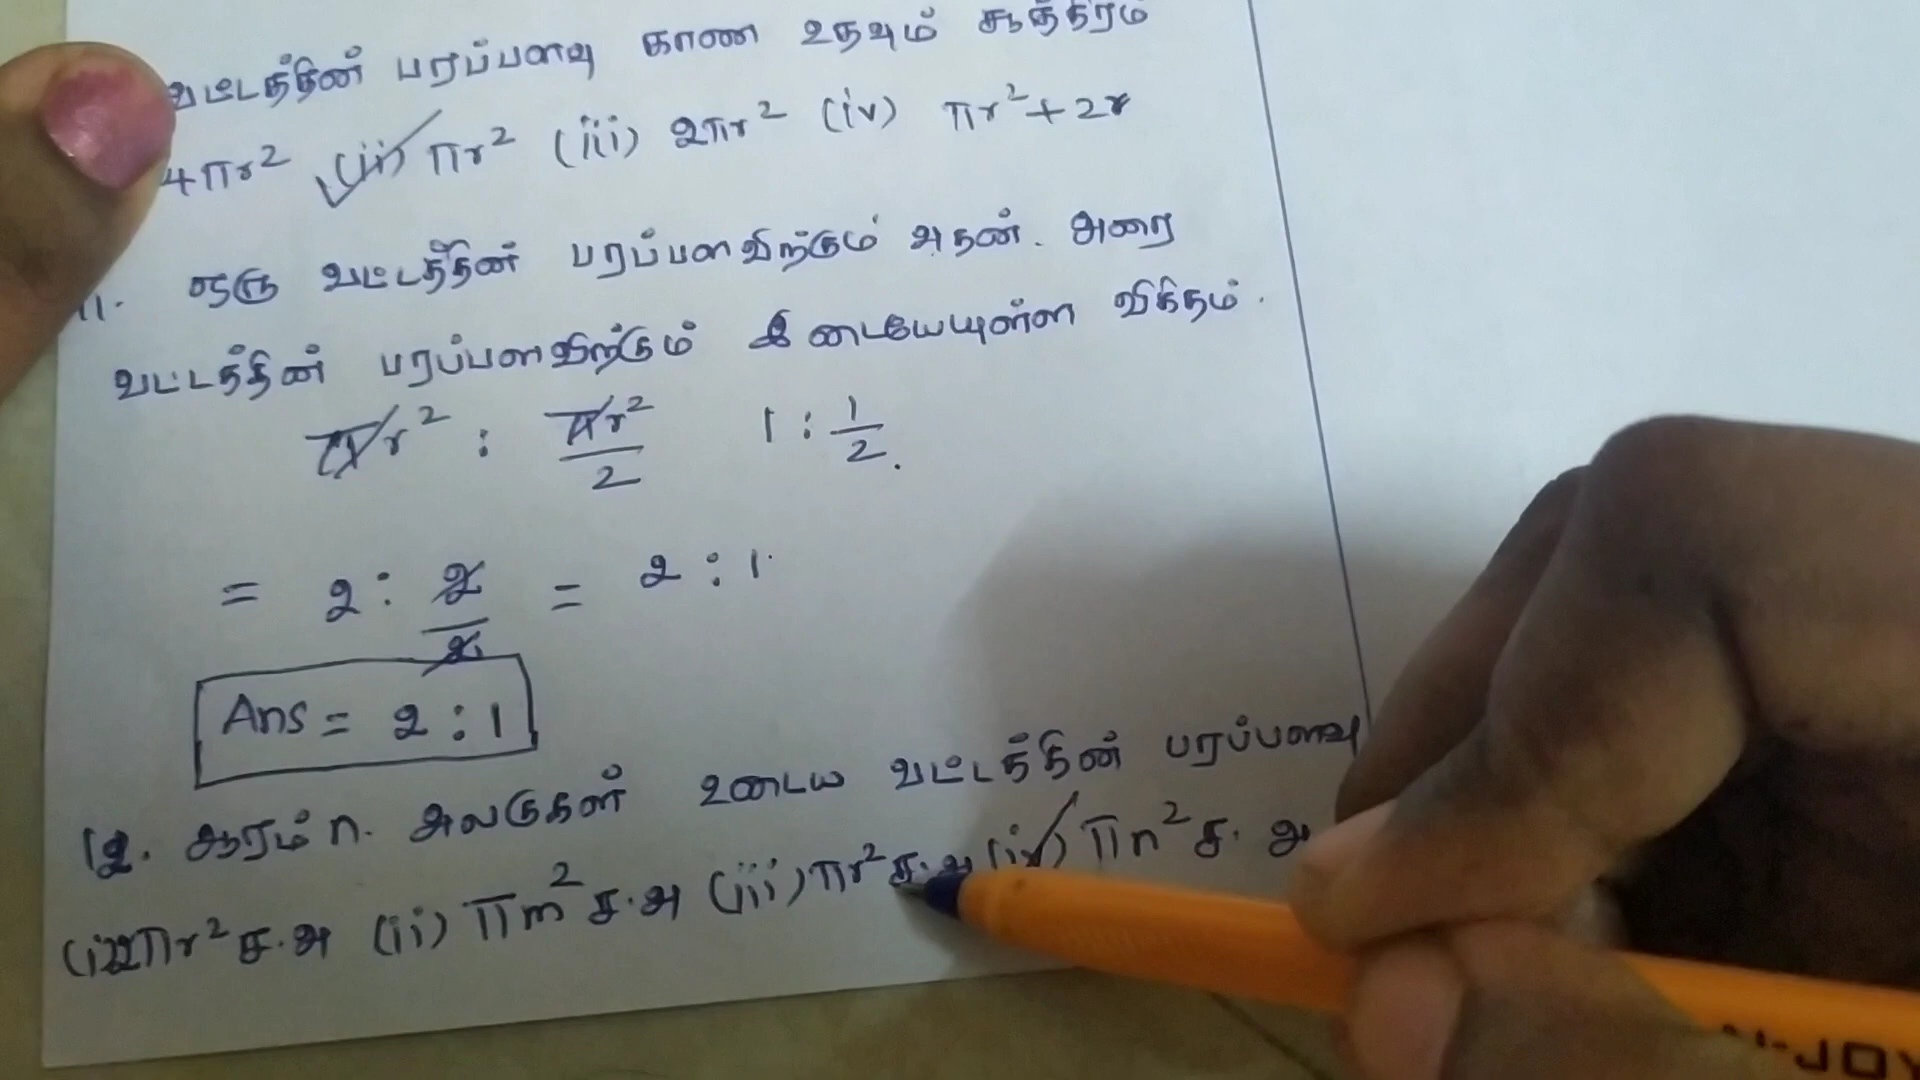 வட்டத்தின் பரப்பளவு காண உதவும் சூத்திரம்
4πr² (ii) πr² (iii) 2πr² (iv) πr²+2r
11. ஒரு வட்டத்தின் பரப்பளவிற்கும் அதன். அரை
வட்டத்தின் பரப்பளவிற்கும் இடையேயுள்ள விகிதம்.
πr² : πr²/2 1 : 1/2.
= 2 : 2/2 = 2 : 1.
Ans = 2 : 1
12. ஆரம் n. அலகுகள் உடைய வட்டத்தின் பரப்பளவு
(i) 2πr² ச.அ (ii) πm² ச.அ (iii) πr² ச.அ (iv) πn² ச. அ